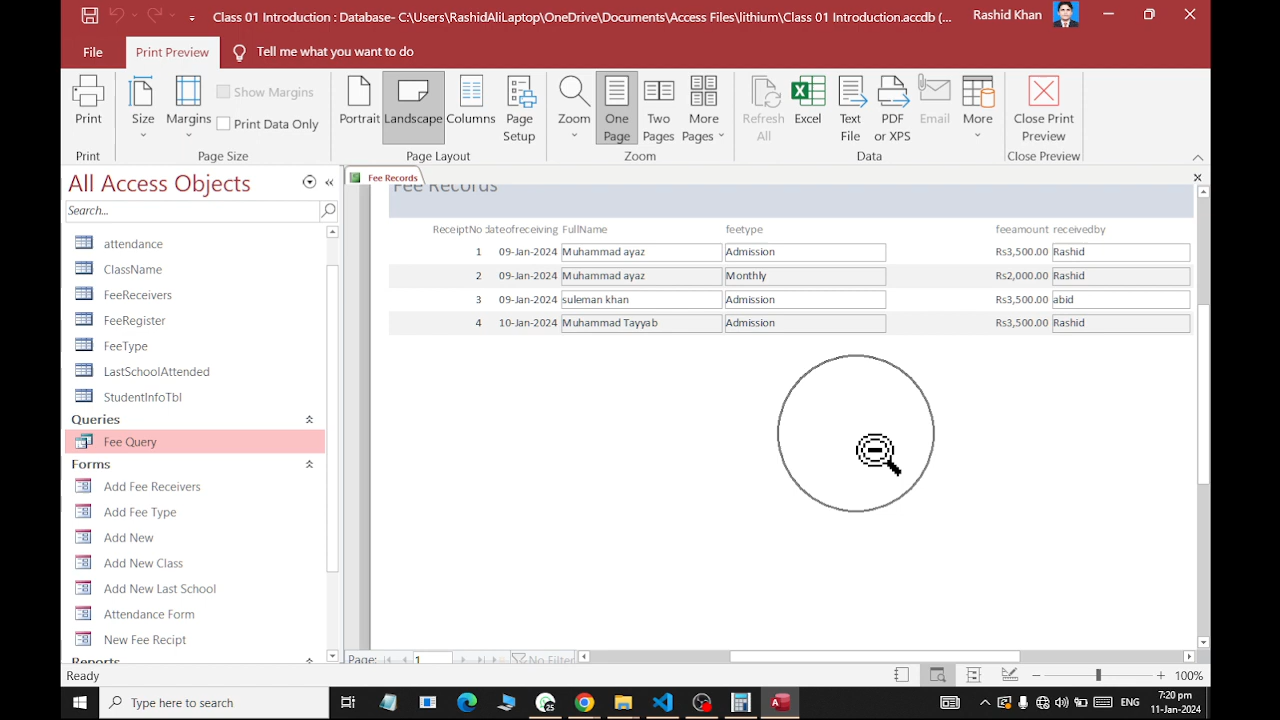 Class 01 Introduction : Database- C:\Users\RashidAliLaptop\OneDrive\Documents\Access Files\lithium\Class 01 Introduction.accdb (...
Rashid Khan
File
Print Preview
Tell me what you want to do
Print
Size
Margins
Show Margins
Print Data Only
Portrait
Landscape
Columns
Page Setup
Zoom
One Page
Two Pages
More Pages
Refresh All
Excel
Text File
PDF or XPS
Email
More
Close Print Preview
Print
Page Size
Page Layout
Zoom
Data
Close Preview
All Access Objects
Search...
attendance
ClassName
FeeReceivers
FeeRegister
FeeType
LastSchoolAttended
StudentInfoTbl
Queries
Fee Query
Forms
Add Fee Receivers
Add Fee Type
Add New
Add New Class
Add New Last School
Attendance Form
New Fee Recipt
Reports
Fee Records
Fee Records
ReceiptNo dateofreceiving FullName feetype feeamount receivedby
1 09-Jan-2024 Muhammad ayaz Admission Rs3,500.00 Rashid
2 09-Jan-2024 Muhammad ayaz Monthly Rs2,000.00 Rashid
3 09-Jan-2024 suleman khan Admission Rs3,500.00 abid
4 10-Jan-2024 Muhammad Tayyab Admission Rs3,500.00 Rashid
Page: 1 No Filter
Ready
100%
Type here to search
ENG
7:20 pm
11-Jan-2024